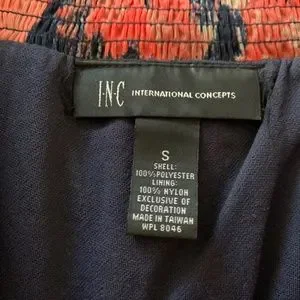 I·N·C INTERNATIONAL CONCEPTS
S
SHELL:
100% POLYESTER
LINING:
100% NYLON
EXCLUSIVE OF
DECORATION
MADE IN TAIWAN
WPL 8046